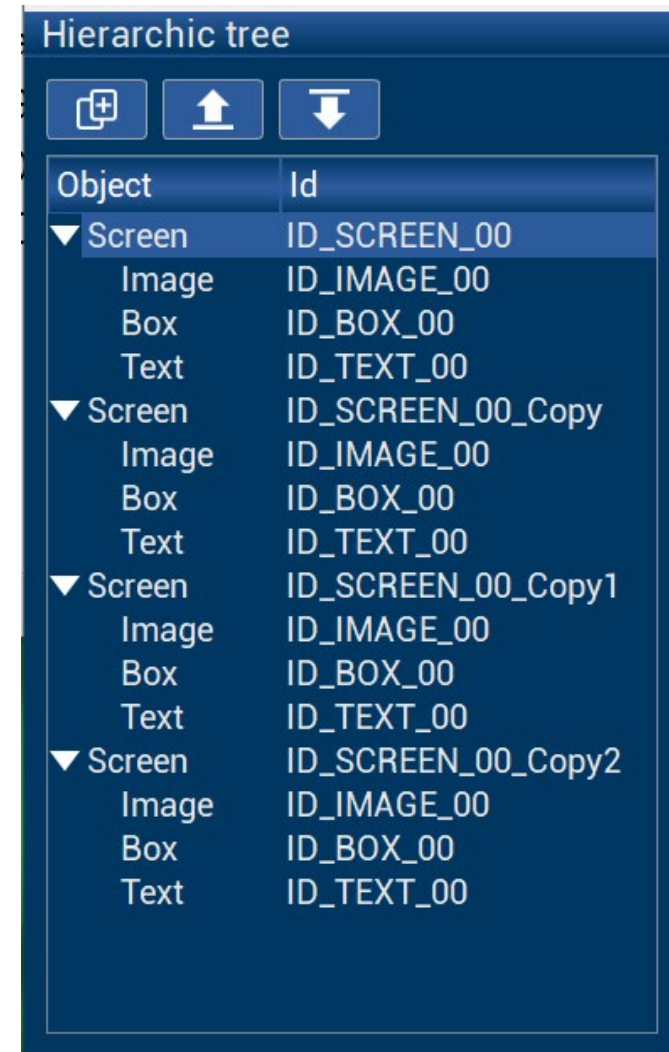 Hierarchic tree
Object Id
Screen ID_SCREEN_00
Image ID_IMAGE_00
Box ID_BOX_00
Text ID_TEXT_00
Screen ID_SCREEN_00_Copy
Image ID_IMAGE_00
Box ID_BOX_00
Text ID_TEXT_00
Screen ID_SCREEN_00_Copy1
Image ID_IMAGE_00
Box ID_BOX_00
Text ID_TEXT_00
Screen ID_SCREEN_00_Copy2
Image ID_IMAGE_00
Box ID_BOX_00
Text ID_TEXT_00